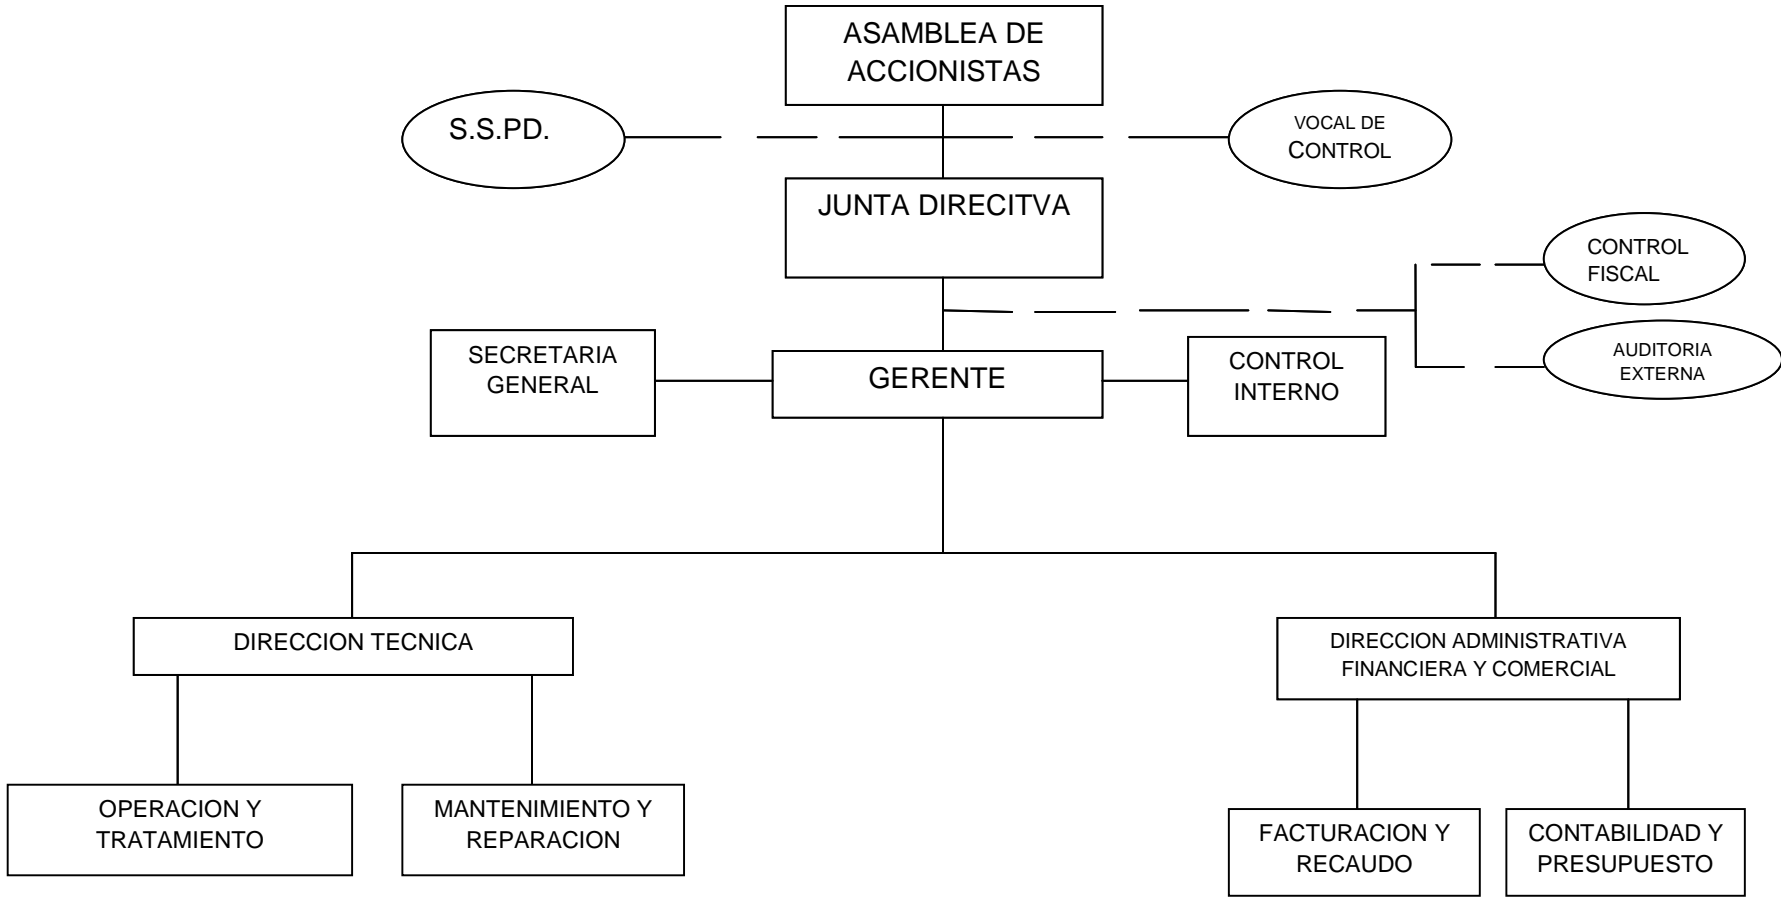 ASAMBLEA DE
ACCIONISTAS
S.S.PD.
VOCAL DE
CONTROL
JUNTA DIRECITVA
CONTROL
FISCAL
SECRETARIA
GENERAL
GERENTE
CONTROL
INTERNO
AUDITORIA
EXTERNA
DIRECCION TECNICA
DIRECCION ADMINISTRATIVA
FINANCIERA Y COMERCIAL
OPERACION Y
TRATAMIENTO
MANTENIMIENTO Y
REPARACION
FACTURACION Y
RECAUDO
CONTABILIDAD Y
PRESUPUESTO